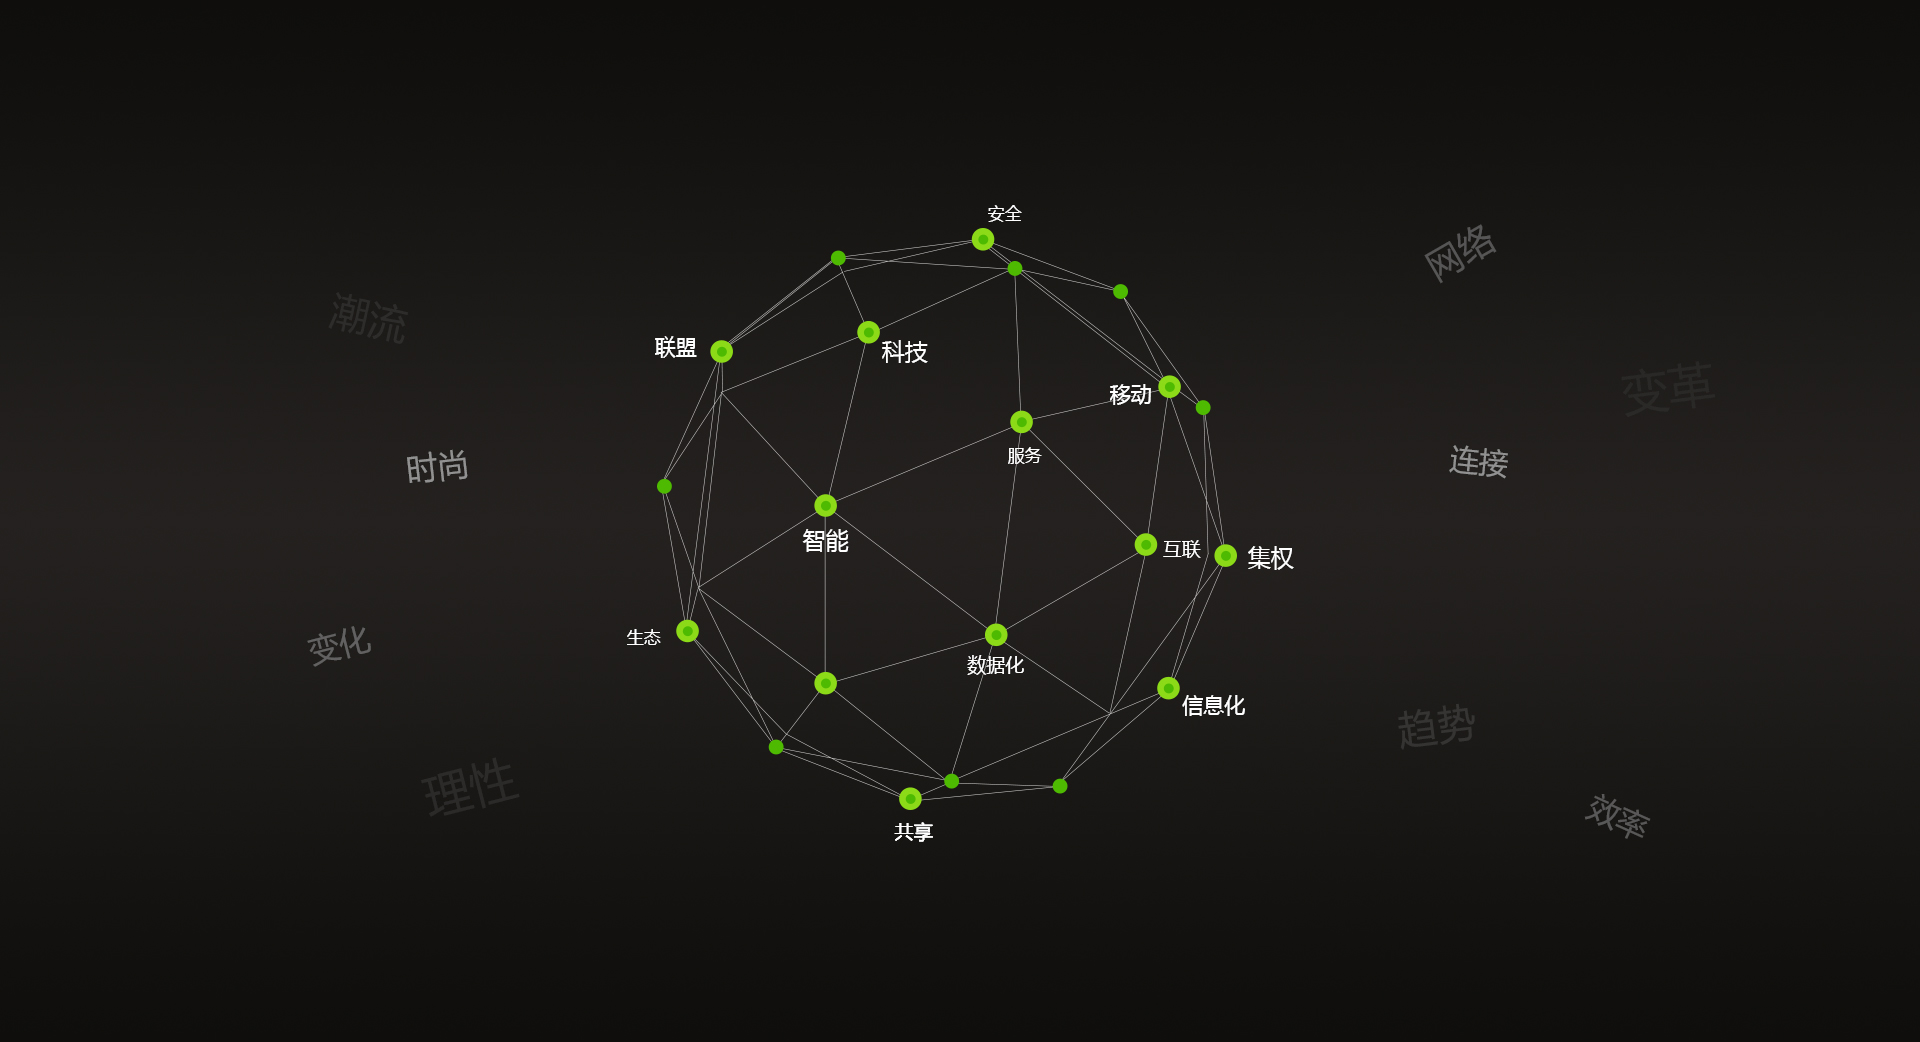 安全
网络
潮流
联盟
科技
变革
移动
服务
时尚
连接
智能
互联
集权
生态
变化
数据化
信息化
趋势
理性
效率
共享